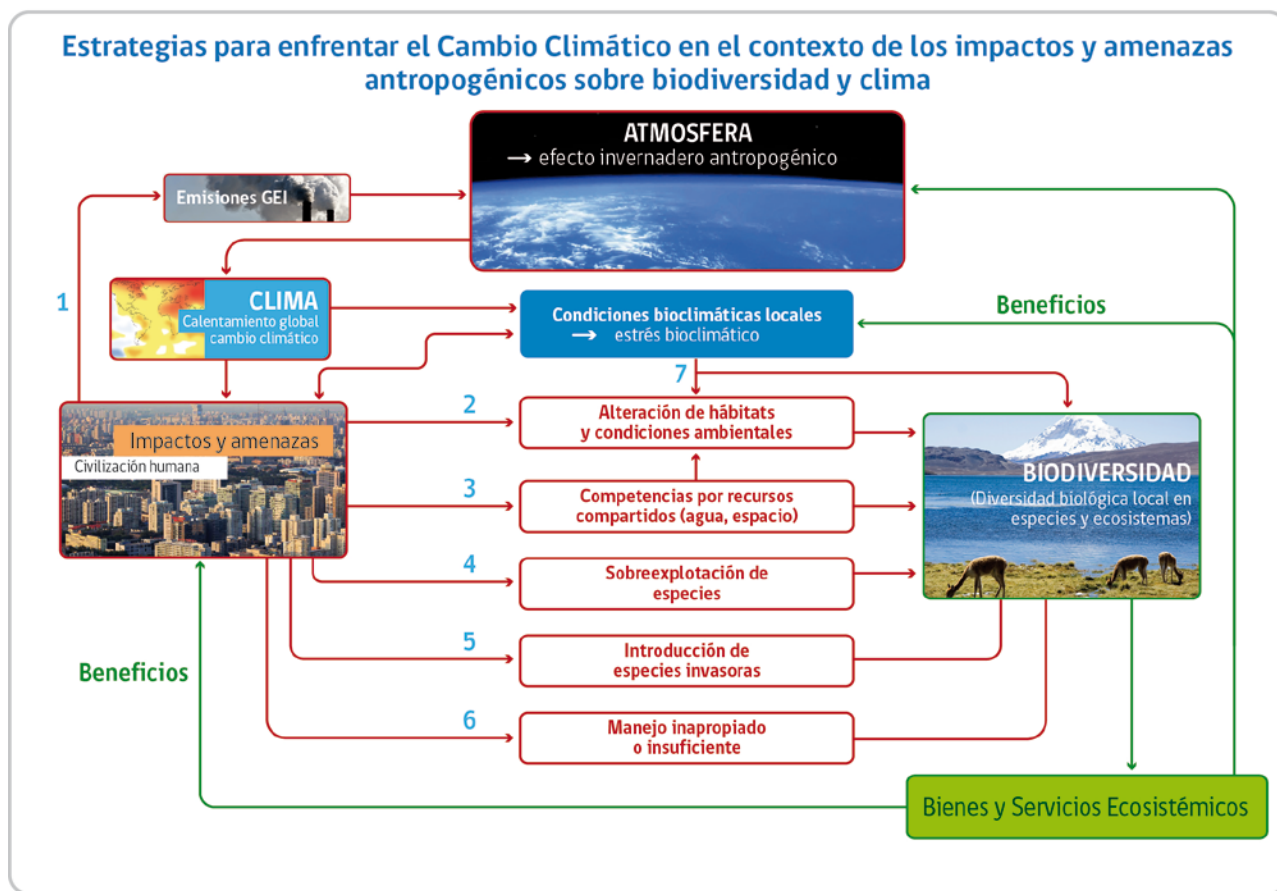 Estrategias para enfrentar el Cambio Climático en el contexto de los impactos y amenazas
antropogénicos sobre biodiversidad y clima
ATMOSFERA
→ efecto invernadero antropogénico
Emisiones GEI
1
CLIMA
Calentamiento global
cambio climático
Condiciones bioclimáticas locales
→ estrés bioclimático
Beneficios
7
2
Alteración de hábitats
y condiciones ambientales
Impactos y amenazas
Civilización humana
BIODIVERSIDAD
(Diversidad biológica local en
especies y ecosistemas)
3
Competencias por recursos
compartidos (agua, espacio)
4
Sobreexplotación de
especies
5
Introducción de
especies invasoras
Beneficios
6
Manejo inapropiado
o insuficiente
Bienes y Servicios Ecosistémicos